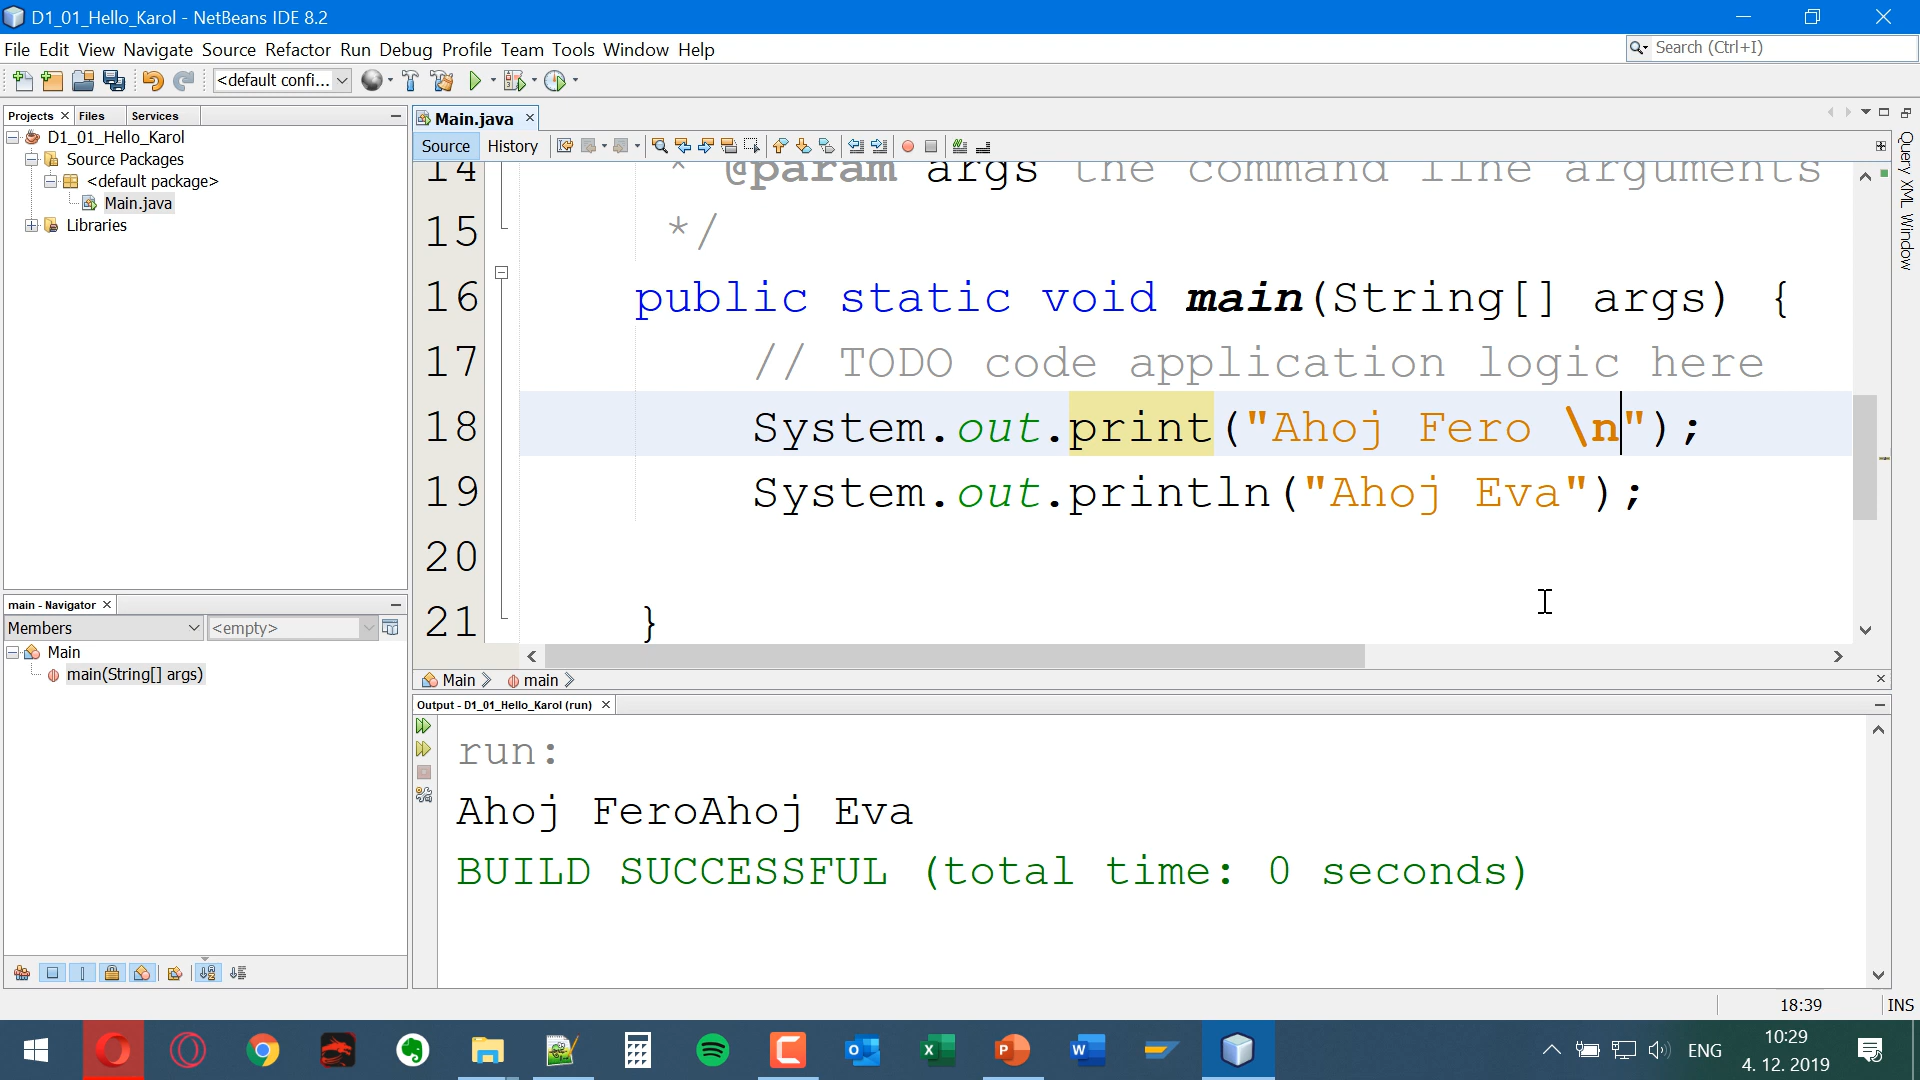 D1_01_Hello_Karol - NetBeans IDE 8.2
File Edit View Navigate Source Refactor Run Debug Profile Team Tools Window Help
Search (Ctrl+I)
<default confi...
Projects Files Services
D1_01_Hello_Karol
Source Packages
<default package>
Main.java
Libraries
Main.java
Source History
14 * @param args the command line arguments
15 */
16 public static void main(String[] args) {
17 // TODO code application logic here
18 System.out.print("Ahoj Fero \n");
19 System.out.println("Ahoj Eva");
20
21 }
Query XML Window
main - Navigator
Members <empty>
Main
main(String[] args)
Main main
Output - D1_01_Hello_Karol (run)
run:
Ahoj FeroAhoj Eva
BUILD SUCCESSFUL (total time: 0 seconds)
18:39 INS
ENG
10:29
4. 12. 2019